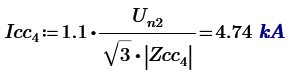 Icc₄ := 1.1 • Uₙ₂ / (√3 • |Zcc₄|) = 4.74 kA